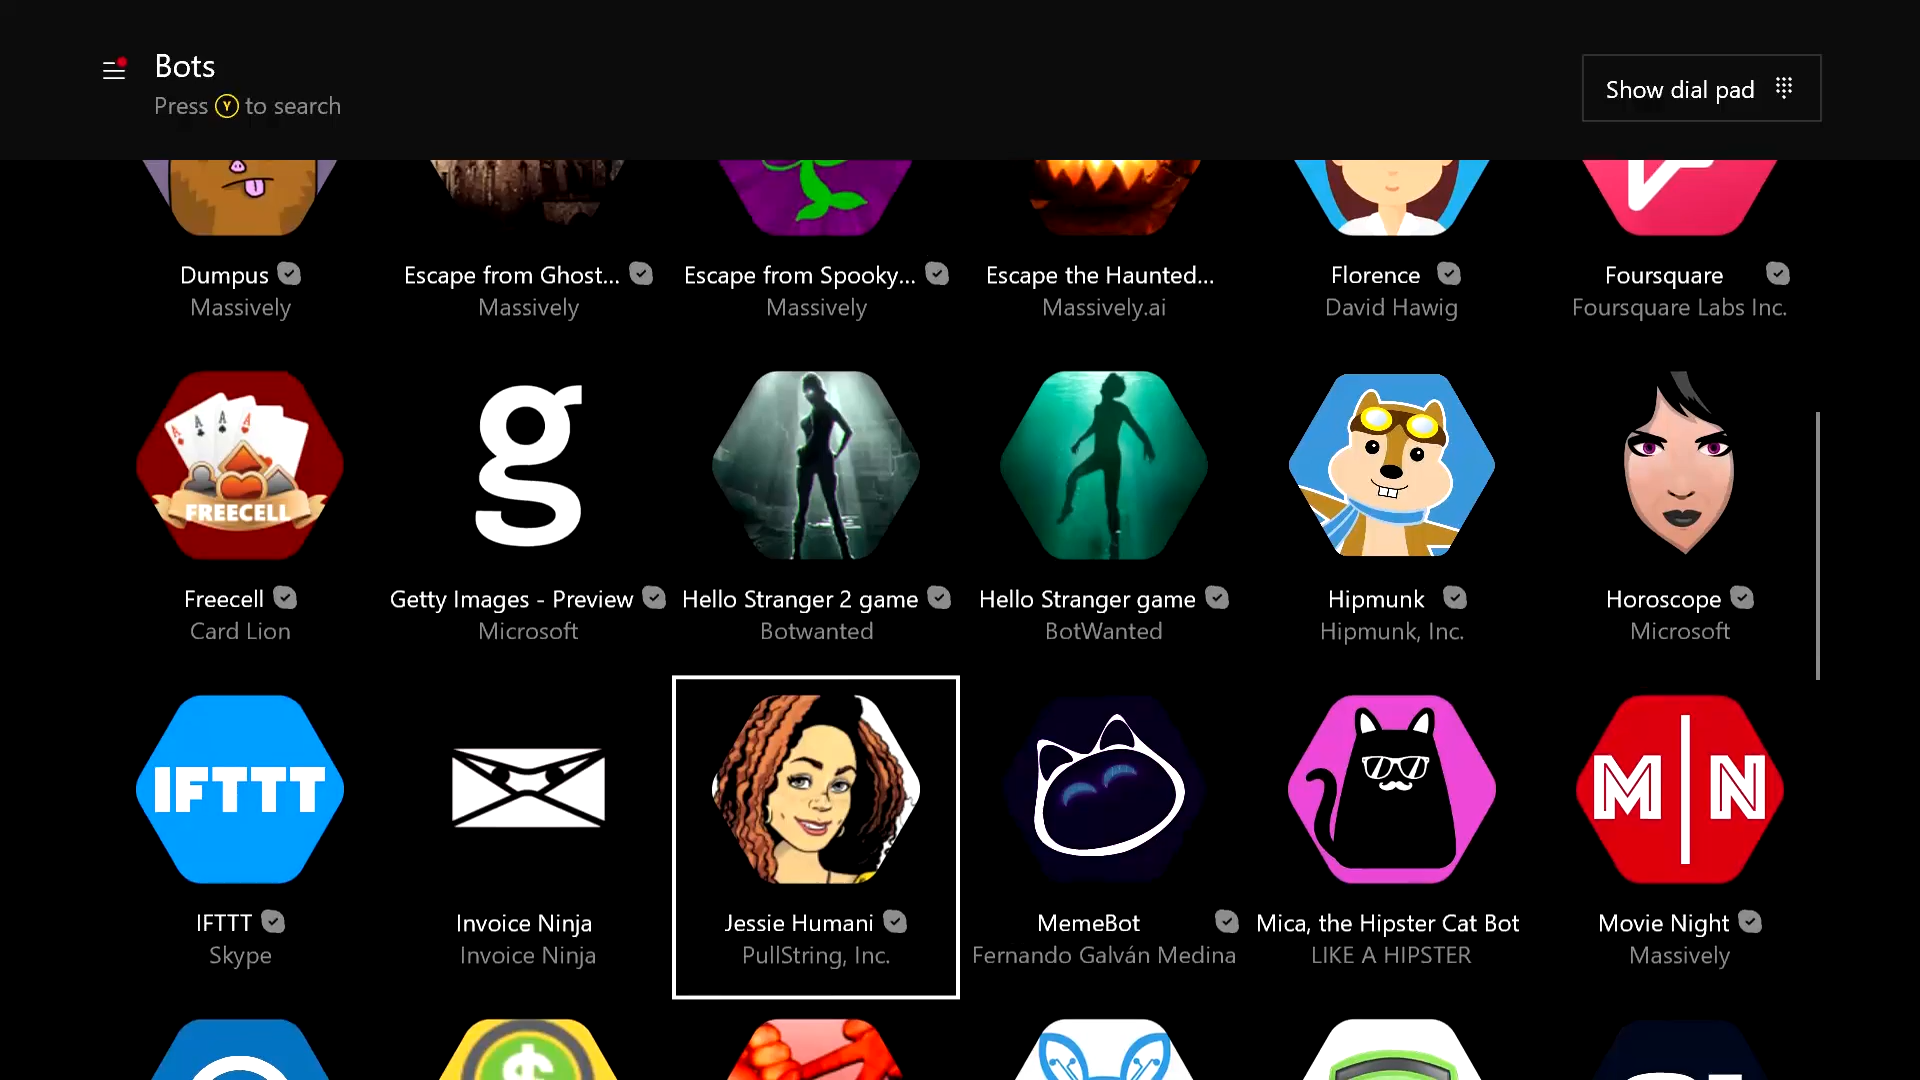 Bots
Press Y to search
Show dial pad
Dumpus
Massively
Escape from Ghost...
Massively
Escape from Spooky...
Massively
Escape the Haunted...
Massively.ai
Florence
David Hawig
Foursquare
Foursquare Labs Inc.
A A A A
FREECELL
g
Freecell
Card Lion
Getty Images - Preview
Microsoft
Hello Stranger 2 game
Botwanted
Hello Stranger game
BotWanted
Hipmunk
Hipmunk, Inc.
Horoscope
Microsoft
IFTTT
M|N
IFTTT
Skype
Invoice Ninja
Invoice Ninja
Jessie Humani
PullString, Inc.
MemeBot
Fernando Galván Medina
Mica, the Hipster Cat Bot
LIKE A HIPSTER
Movie Night
Massively
$